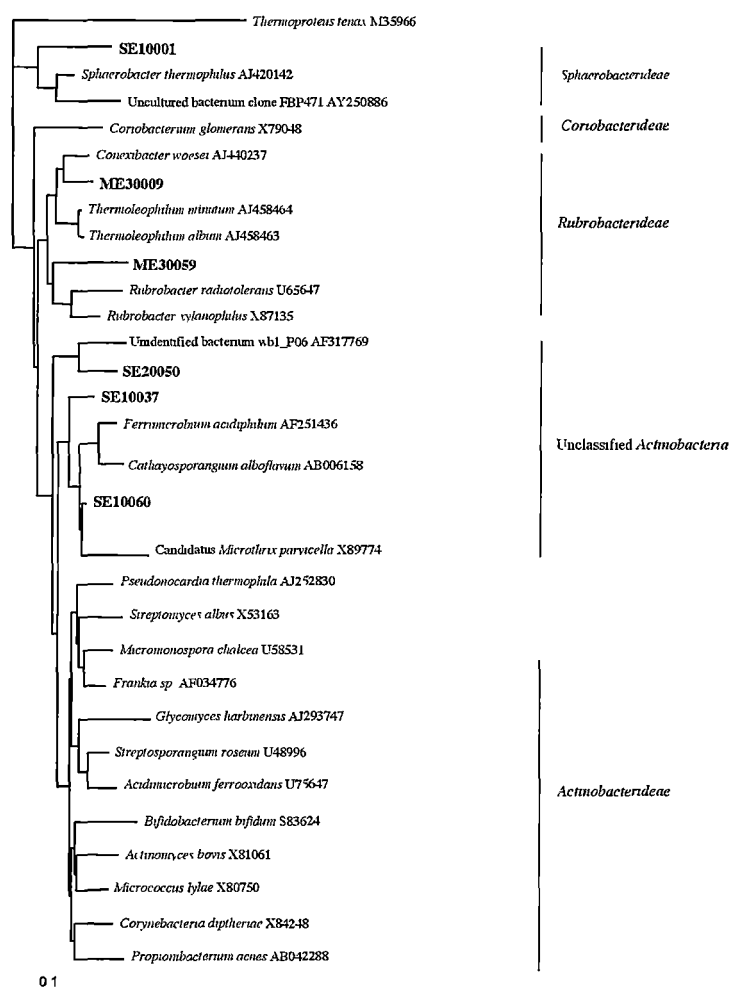 Thermoproteus tenax M35966
SE10001
Sphaerobacter thermophilus AJ420142
Sphaerobacterideae
Uncultured bacterium clone FBP471 AY250886
Coriobacterium glomerans X79048
Coriobacterideae
Conexibacter woesei AJ440237
ME30009
Thermoleophilum minutum AJ458464
Rubrobacterideae
Thermoleophilum album AJ458463
ME30059
Rubrobacter radiotolerans U65647
Rubrobacter xylanophilus X87135
Unidentified bacterium wb1_P06 AF317769
SE20050
SE10037
Ferrimicrobium acidiphilum AF251436
Unclassified Actinobacteria
Cathayosporangium alboflavum AB006158
SE10060
Candidatus Microthrix parvicella X89774
Pseudonocardia thermophila AJ252830
Streptomyces albus X53163
Micromonospora chalcea U58531
Frankia sp AF034776
Glycomyces harbinensis AJ293747
Streptosporangium roseum U48996
Acidimicrobium ferrooxidans U75647
Actinobacterideae
Bifidobacterium bifidum S83624
Actinomyces bovis X81061
Micrococcus lylae X80750
Corynebacteria diptheriae X84248
Propionibacterium acnes AB042288
0 1